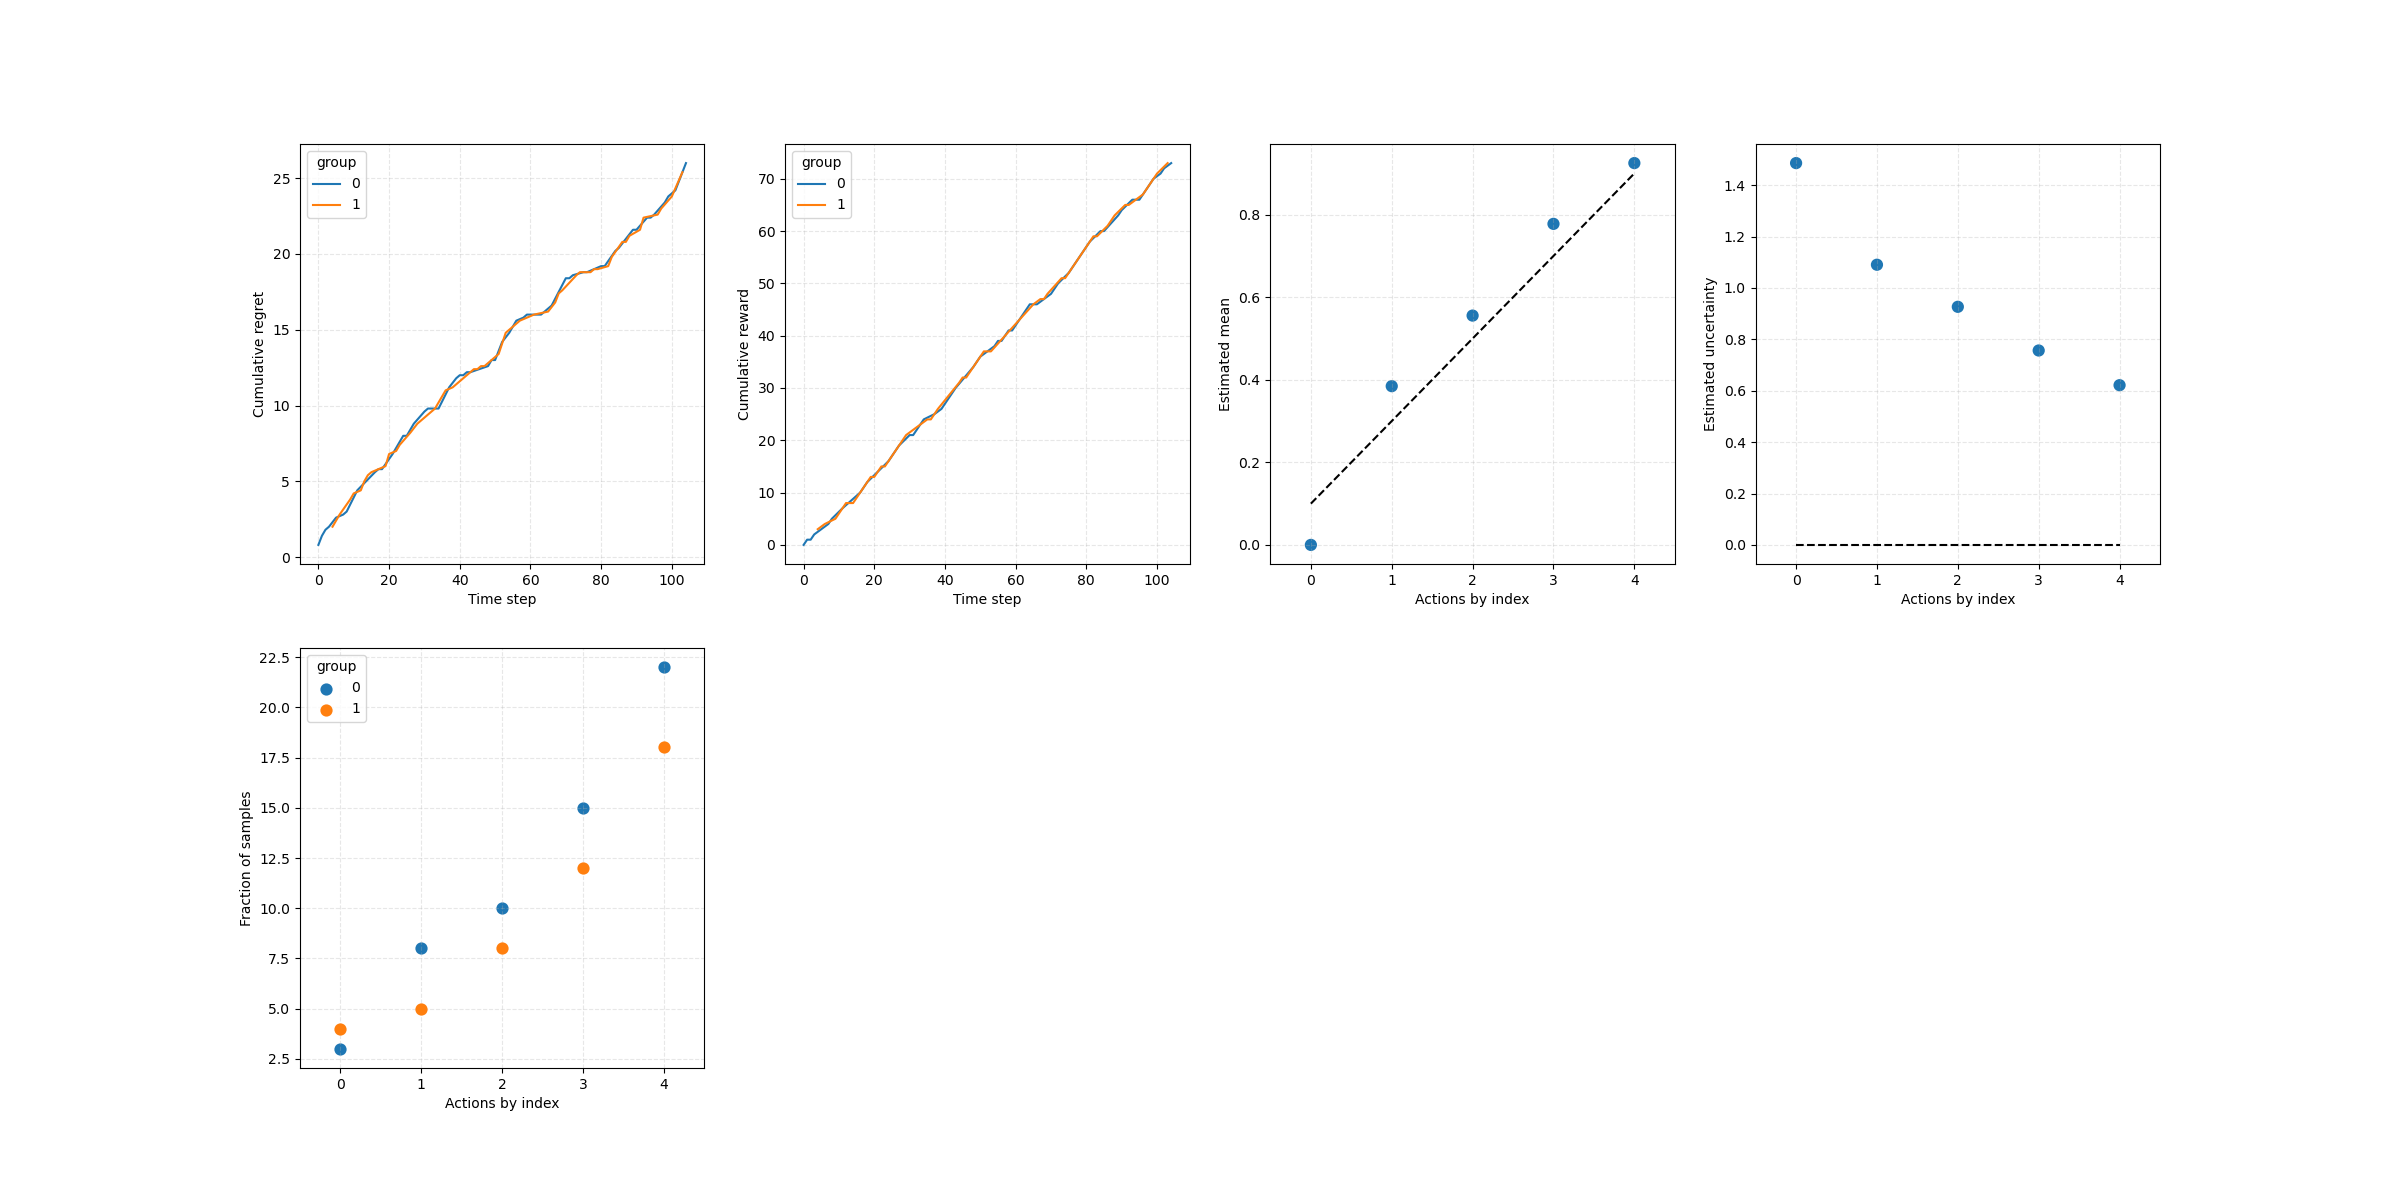 group
0
1
25
20
15
10
5
0
Cumulative regret
0 20 40 60 80 100
Time step
group
0
1
70
60
50
40
30
20
10
0
Cumulative reward
0 20 40 60 80 100
Time step
0.8
0.6
0.4
0.2
0.0
Estimated mean
0 1 2 3 4
Actions by index
1.4
1.2
1.0
0.8
0.6
0.4
0.2
0.0
Estimated uncertainty
0 1 2 3 4
Actions by index
group
0
1
22.5
20.0
17.5
15.0
12.5
10.0
7.5
5.0
2.5
Fraction of samples
0 1 2 3 4
Actions by index